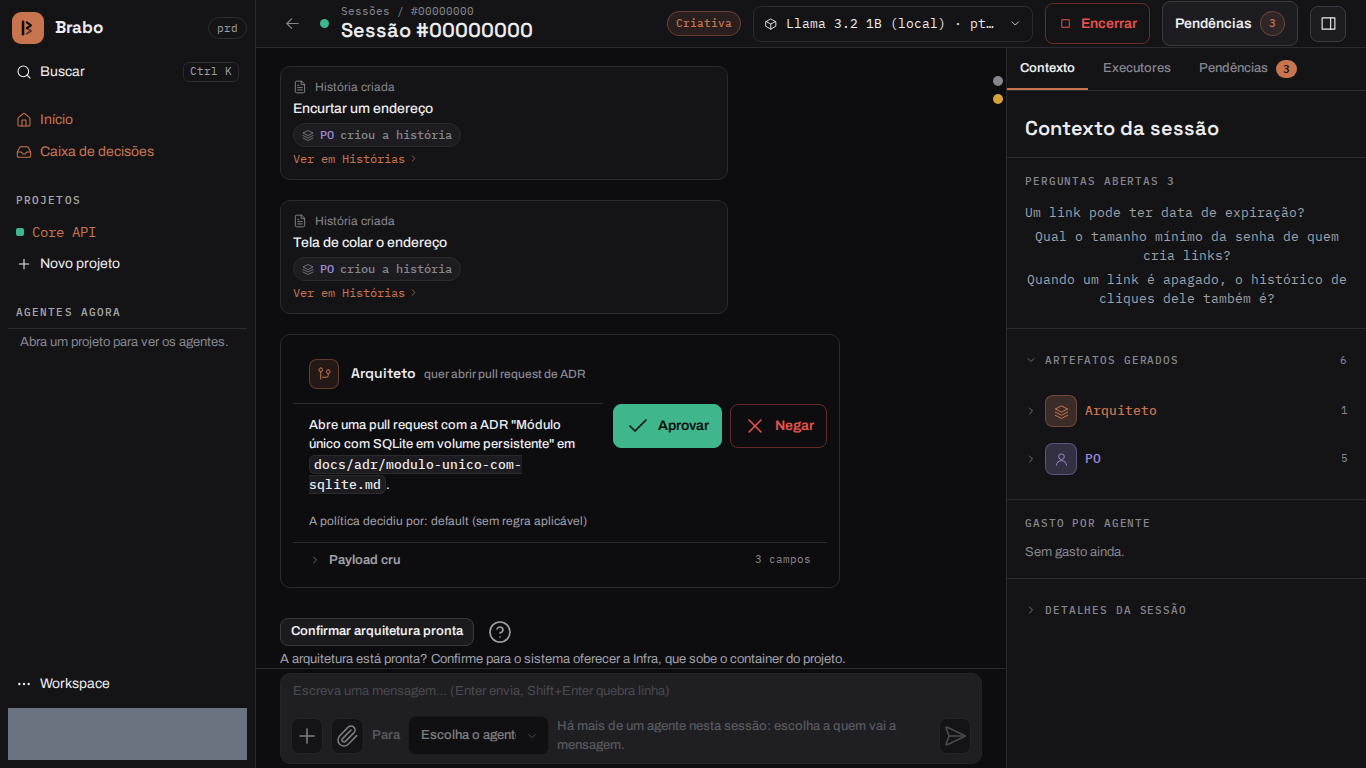 Brabo
prd
Buscar
Ctrl K
Início
Caixa de decisões
PROJETOS
Core API
Novo projeto
AGENTES AGORA
Abra um projeto para ver os agentes.
Workspace
Sessões / #00000000
Sessão #00000000
Criativa
Llama 3.2 1B (local) · pt…
Encerrar
Pendências 3
História criada
Encurtar um endereço
PO criou a história
Ver em Histórias
História criada
Tela de colar o endereço
PO criou a história
Ver em Histórias
Arquiteto quer abrir pull request de ADR
Abre uma pull request com a ADR "Módulo
único com SQLite em volume persistente" em
docs/adr/modulo-unico-com-
sqlite.md.
Aprovar
Negar
A política decidiu por: default (sem regra aplicável)
Payload cru
3 campos
Confirmar arquitetura pronta
A arquitetura está pronta? Confirme para o sistema oferecer a Infra, que sobe o container do projeto.
Escreva uma mensagem... (Enter envia, Shift+Enter quebra linha)
Para
Escolha o agent
Há mais de um agente nesta sessão: escolha a quem vai a
mensagem.
Contexto
Executores
Pendências 3
Contexto da sessão
PERGUNTAS ABERTAS 3
Um link pode ter data de expiração?
Qual o tamanho mínimo da senha de quem
cria links?
Quando um link é apagado, o histórico de
cliques dele também é?
ARTEFATOS GERADOS
6
Arquiteto
1
PO
5
GASTO POR AGENTE
Sem gasto ainda.
DETALHES DA SESSÃO